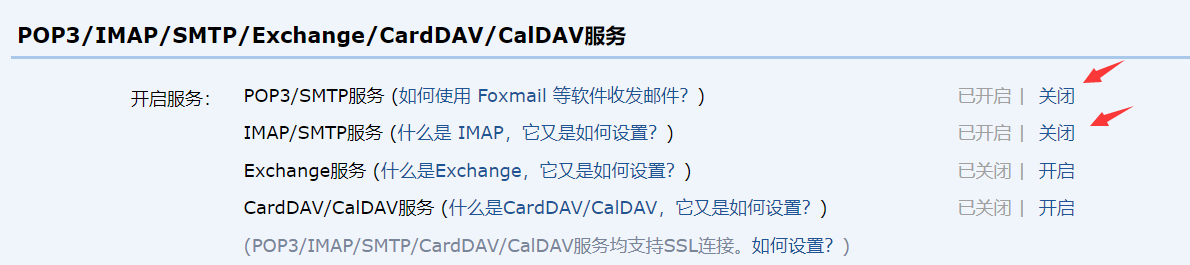 POP3/IMAP/SMTP/Exchange/CardDAV/CalDAV服务
开启服务： POP3/SMTP服务 (如何使用 Foxmail 等软件收发邮件？) 已开启 | 关闭
IMAP/SMTP服务 (什么是 IMAP，它又是如何设置？) 已开启 | 关闭
Exchange服务 (什么是Exchange，它又是如何设置？) 已关闭 | 开启
CardDAV/CalDAV服务 (什么是CardDAV/CalDAV，它又是如何设置？) 已关闭 | 开启
(POP3/IMAP/SMTP/CardDAV/CalDAV服务均支持SSL连接。如何设置？)